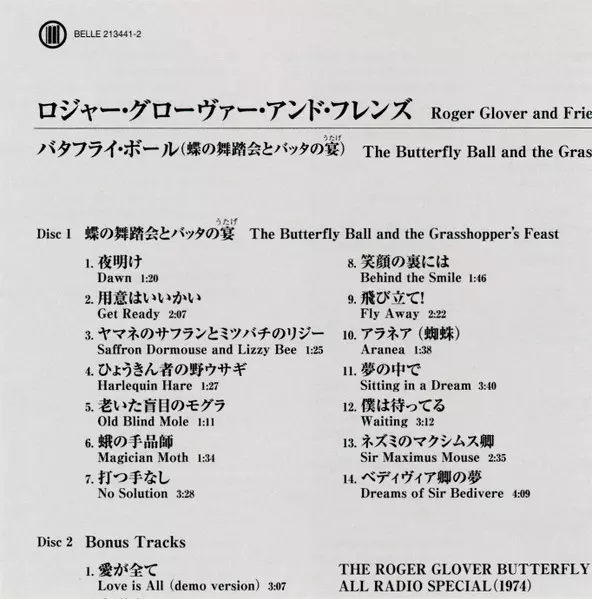 BELLE 213441-2
ロジャー・グローヴァー・アンド・フレンズ Roger Glover and Frie
バタフライ・ボール(蝶の舞踏会とバッタの宴) The Butterfly Ball and the Gras
うたげ
Disc 1 蝶の舞踏会とバッタの宴 The Butterfly Ball and the Grasshopper's Feast
うたげ
1. 夜明け
Dawn 1:20
2. 用意はいいかい
Get Ready 2:07
3. ヤマネのサフランとミツバチのリジー
Saffron Dormouse and Lizzy Bee 1:25
4. ひょうきん者の野ウサギ
Harlequin Hare 1:27
5. 老いた盲目のモグラ
Old Blind Mole 1:11
6. 蛾の手品師
Magician Moth 1:34
7. 打つ手なし
No Solution 3:28
8. 笑顔の裏には
Behind the Smile 1:46
9. 飛び立て!
Fly Away 2:22
10. アラネア(蜘蛛)
Aranea 1:38
11. 夢の中で
Sitting in a Dream 3:40
12. 僕は待ってる
Waiting 3:12
13. ネズミのマクシムス卿
Sir Maximus Mouse 2:35
14. ベディヴィア卿の夢
Dreams of Sir Bedivere 4:09
Disc 2 Bonus Tracks
1. 愛が全て
Love is All (demo version) 3:07
THE ROGER GLOVER BUTTERFLY
ALL RADIO SPECIAL(1974)